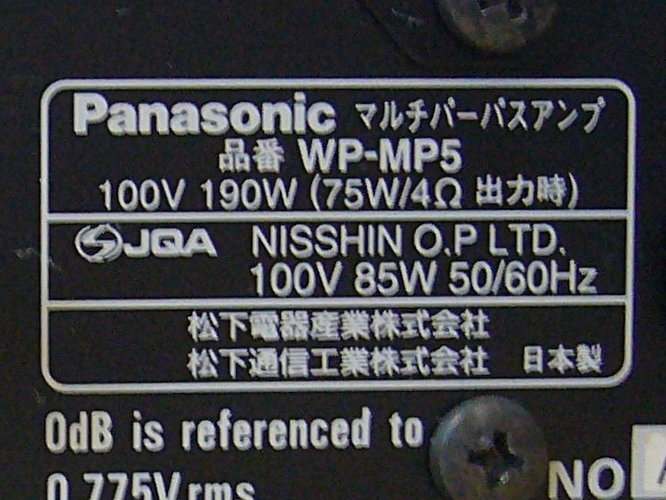 Panasonic マルチパーパスアンプ
品番 WP-MP5
100V 190W (75W/4Ω 出力時)
JQA NISSHIN O.P LTD.
100V 85W 50/60Hz
松下電器産業株式会社
松下通信工業株式会社 日本製
0dB is referenced to
0.775Vrms
NO